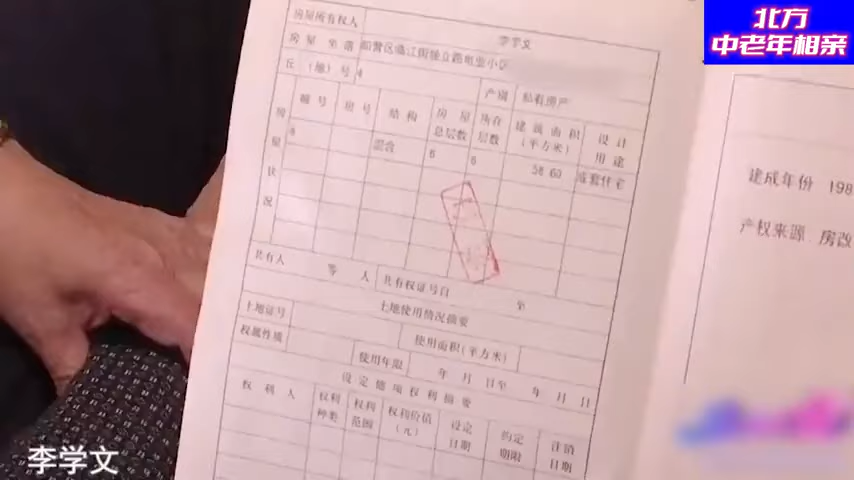 北方
中老年相亲
房屋所有权人 李学文
房屋坐落
丘（地）号 4 产别 私有房产
房屋状况
幢号 房号 结构 房屋总层数 所在层数 建筑面积（平方米） 设计用途
8 混合 6 6 58.60 成套住宅
共有人 等 人 共有权证号自 至
土地使用情况摘要
土地证号 使用面积(平方米)
权属性质 使用年限 年 月 日至 年 月 日
设定他项权利摘要
权利人 权利种类 权利范围 权利价值（元） 设定日期 约定期限 注销日期
建成年份 198
产权来源 房改
李学文